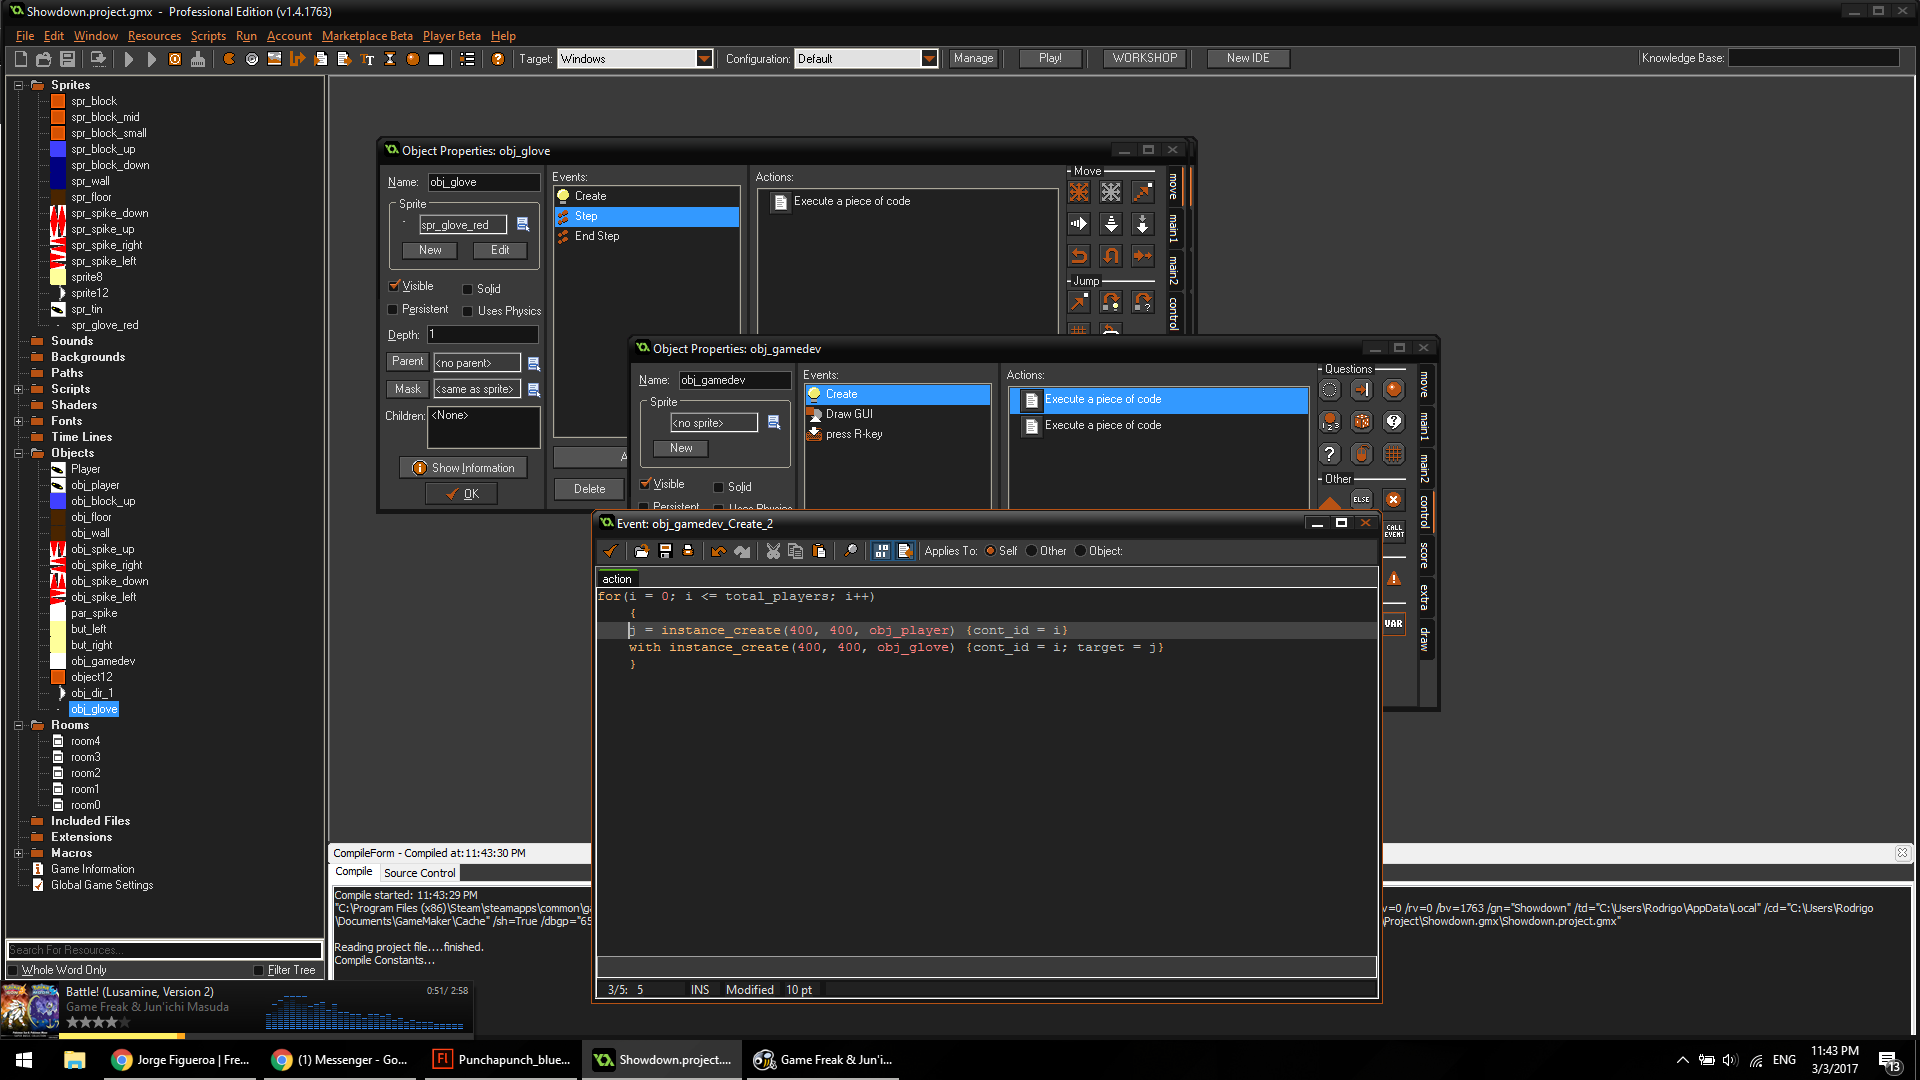 Showdown.project.gmx - Professional Edition (v1.4.1763)
File Edit Window Resources Scripts Run Account Marketplace Beta Player Beta Help
Target: Windows Configuration: Default Manage Play! WORKSHOP New IDE Knowledge Base:
Sprites
spr_block
spr_block_mid
spr_block_small
spr_block_up
spr_block_down
spr_wall
spr_floor
spr_spike_down
spr_spike_up
spr_spike_right
spr_spike_left
sprite8
sprite12
spr_tin
spr_glove_red
Sounds
Backgrounds
Paths
Scripts
Shaders
Fonts
Time Lines
Objects
Player
obj_player
obj_block_up
obj_floor
obj_wall
obj_spike_up
obj_spike_right
obj_spike_down
obj_spike_left
par_spike
but_left
but_right
obj_gamedev
object12
obj_dir_1
obj_glove
Rooms
room4
room3
room2
room1
room0
Included Files
Extensions
Macros
Game Information
Global Game Settings
Search For Resources...
Whole Word Only Filter Tree
Object Properties: obj_glove
Name: obj_glove
Sprite
spr_glove_red
New Edit
Visible Solid
Persistent Uses Physics
Depth: 1
Parent <no parent>
Mask <same as sprite>
Children: <None>
Show Information
OK
Events:
Create
Step
End Step
A
Delete
Actions:
Execute a piece of code
Move
Jump
move
main1
main2
control
Object Properties: obj_gamedev
Name: obj_gamedev
Sprite
<no sprite>
New
Visible Solid
Persistent Uses Physics
Events:
Create
Draw GUI
press R-key
Actions:
Execute a piece of code
Execute a piece of code
Questions
Other
ELSE
CALL
EVENT
VAR
move
main1
main2
control
score
extra
draw
Event: obj_gamedev_Create_2
Applies To: Self Other Object:
action
for(i = 0; i <= total_players; i++)
{
j = instance_create(400, 400, obj_player) {cont_id = i}
with instance_create(400, 400, obj_glove) {cont_id = i; target = j}
}
3/5: 5 INS Modified 10 pt
CompileForm - Compiled at:11:43:30 PM
Compile Source Control
Compile started: 11:43:29 PM
"C:\Program Files (x86)\Steam\steamapps\common\g v=0 /rv=0 /bv=1763 /gn="Showdown" /td="C:\Users\Rodrigo\AppData\Local" /cd="C:\Users\Rodrigo
\Documents\GameMaker\Cache" /sh=True /dbgp="65 Project\Showdown.gmx\Showdown.project.gmx"
Reading project file....finished.
Compile Constants...
Battle! (Lusamine, Version 2) 0:51/ 2:58
Game Freak & Jun'ichi Masuda
Jorge Figueroa | Fre...
(1) Messenger - Go...
Punchapunch_blue...
Showdown.project....
Game Freak & Jun'i...
ENG
11:43 PM
3/3/2017
13